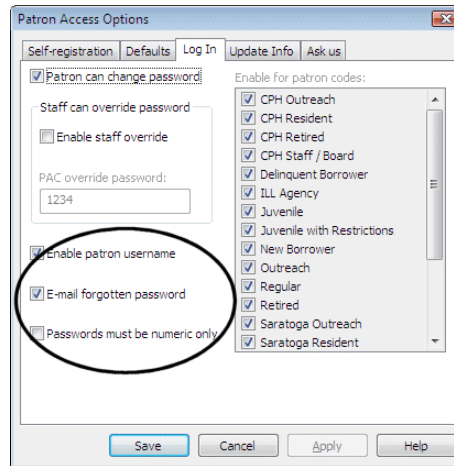 Patron Access Options
Self-registration Defaults Log In Update Info Ask us
Patron can change password
Staff can override password
Enable staff override
PAC override password:
1234
Enable patron username
E-mail forgotten password
Passwords must be numeric only
Enable for patron codes:
CPH Outreach
CPH Resident
CPH Retired
CPH Staff / Board
Delinquent Borrower
ILL Agency
Juvenile
Juvenile with Restrictions
New Borrower
Outreach
Regular
Retired
Saratoga Outreach
Saratoga Resident
Save Cancel Apply Help